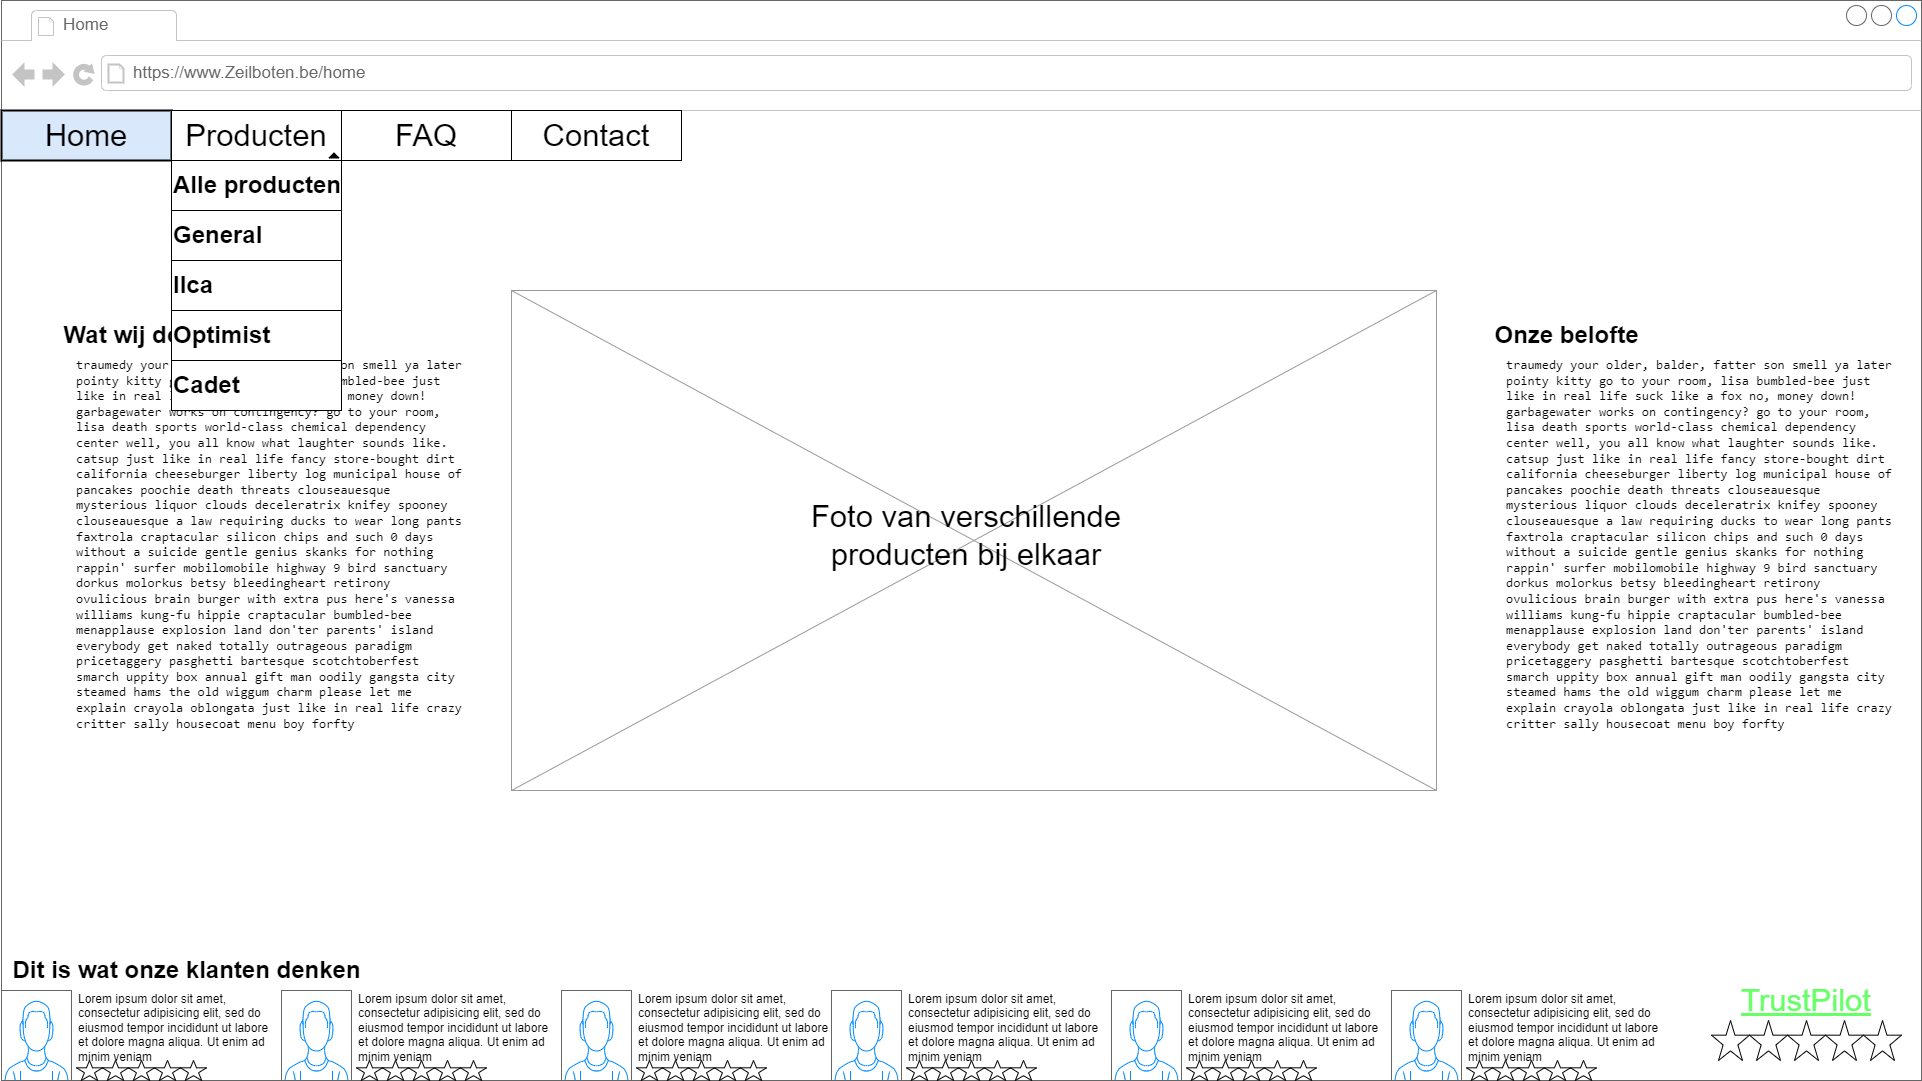 Home
https://www.Zeilboten.be/home
Home
Producten
FAQ
Contact
Alle producten
General
Ilca
Optimist
Cadet
Wat wij
traumedy your on smell ya later
pointy kitty mbled-bee just
like in real money down!
garbagewater works on contingency? go to your room,
lisa death sports world-class chemical dependency
center well, you all know what laughter sounds like.
catsup just like in real life fancy store-bought dirt
california cheeseburger liberty log municipal house of
pancakes poochie death threats clouseauesque
mysterious liquor clouds deceleratrix knifey spooney
clouseauesque a law requiring ducks to wear long pants
faxtrola craptacular silicon chips and such 0 days
without a suicide gentle genius skanks for nothing
rappin' surfer mobilomobile highway 9 bird sanctuary
dorkus molorkus betsy bleedingheart retirony
ovulicious brain burger with extra pus here's vanessa
williams kung-fu hippie craptacular bumbled-bee
menapplause explosion land don'ter parents' island
everybody get naked totally outrageous paradigm
pricetaggery pasghetti bartesque scotchtoberfest
smarch uppity box annual gift man oodily gangsta city
steamed hams the old wiggum charm please let me
explain crayola oblongata just like in real life crazy
critter sally housecoat menu boy forfty
Foto van verschillende
producten bij elkaar
Onze belofte
traumedy your older, balder, fatter son smell ya later
pointy kitty go to your room, lisa bumbled-bee just
like in real life suck like a fox no, money down!
garbagewater works on contingency? go to your room,
lisa death sports world-class chemical dependency
center well, you all know what laughter sounds like.
catsup just like in real life fancy store-bought dirt
california cheeseburger liberty log municipal house of
pancakes poochie death threats clouseauesque
mysterious liquor clouds deceleratrix knifey spooney
clouseauesque a law requiring ducks to wear long pants
faxtrola craptacular silicon chips and such 0 days
without a suicide gentle genius skanks for nothing
rappin' surfer mobilomobile highway 9 bird sanctuary
dorkus molorkus betsy bleedingheart retirony
ovulicious brain burger with extra pus here's vanessa
williams kung-fu hippie craptacular bumbled-bee
menapplause explosion land don'ter parents' island
everybody get naked totally outrageous paradigm
pricetaggery pasghetti bartesque scotchtoberfest
smarch uppity box annual gift man oodily gangsta city
steamed hams the old wiggum charm please let me
explain crayola oblongata just like in real life crazy
critter sally housecoat menu boy forfty
Dit is wat onze klanten denken
Lorem ipsum dolor sit amet,
consectetur adipisicing elit, sed do
eiusmod tempor incididunt ut labore
et dolore magna aliqua. Ut enim ad
minim veniam
Lorem ipsum dolor sit amet,
consectetur adipisicing elit, sed do
eiusmod tempor incididunt ut labore
et dolore magna aliqua. Ut enim ad
minim veniam
Lorem ipsum dolor sit amet,
consectetur adipisicing elit, sed do
eiusmod tempor incididunt ut labore
et dolore magna aliqua. Ut enim ad
minim veniam
Lorem ipsum dolor sit amet,
consectetur adipisicing elit, sed do
eiusmod tempor incididunt ut labore
et dolore magna aliqua. Ut enim ad
minim veniam
Lorem ipsum dolor sit amet,
consectetur adipisicing elit, sed do
eiusmod tempor incididunt ut labore
et dolore magna aliqua. Ut enim ad
minim veniam
Lorem ipsum dolor sit amet,
consectetur adipisicing elit, sed do
eiusmod tempor incididunt ut labore
et dolore magna aliqua. Ut enim ad
minim veniam
TrustPilot